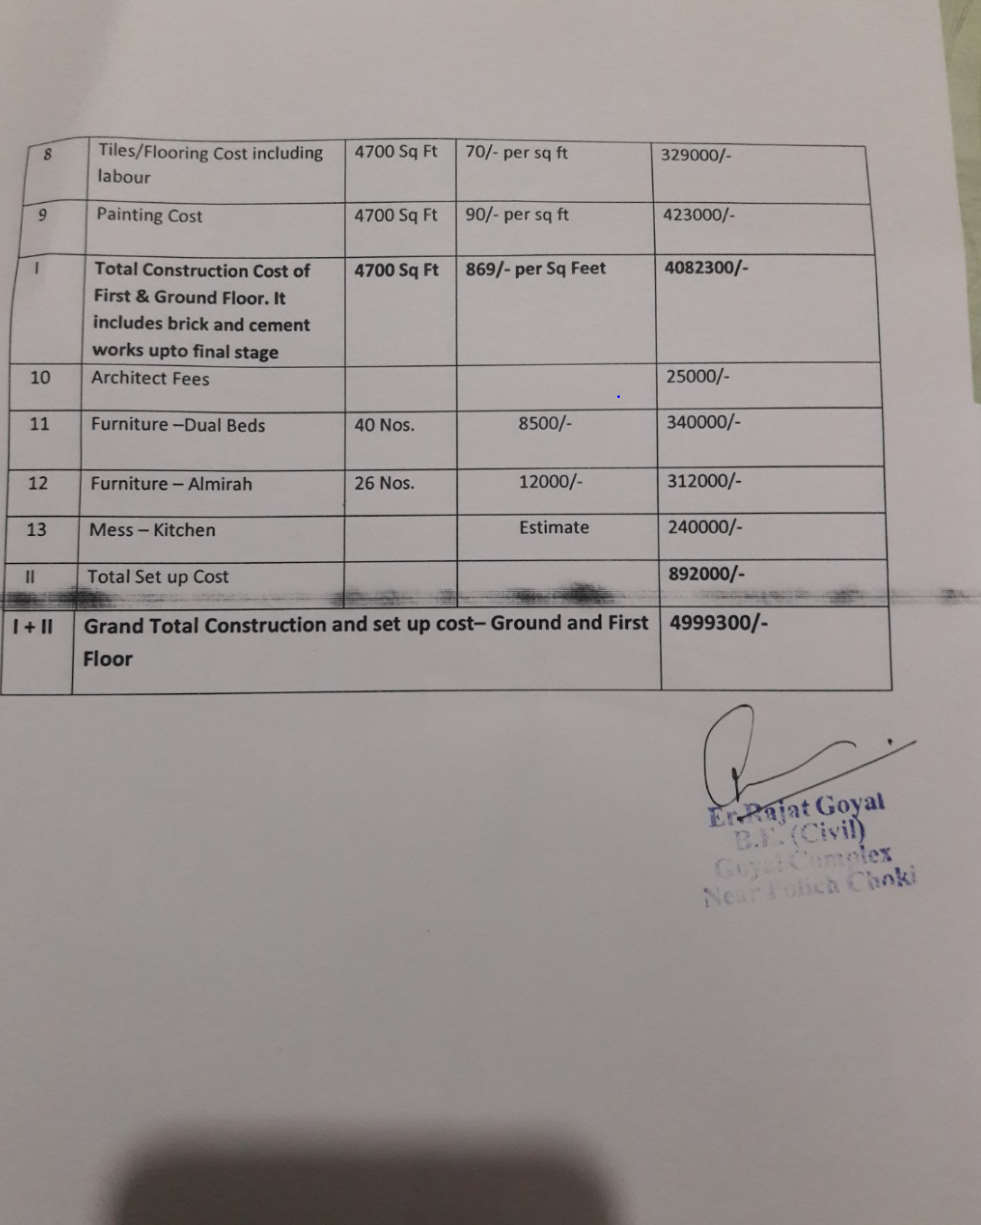 8 Tiles/Flooring Cost including 4700 Sq Ft 70/- per sq ft 329000/-
labour
9 Painting Cost 4700 Sq Ft 90/- per sq ft 423000/-
I Total Construction Cost of 4700 Sq Ft 869/- per Sq Feet 4082300/-
First & Ground Floor. It
includes brick and cement
works upto final stage
10 Architect Fees 25000/-
11 Furniture –Dual Beds 40 Nos. 8500/- 340000/-
12 Furniture – Almirah 26 Nos. 12000/- 312000/-
13 Mess – Kitchen Estimate 240000/-
II Total Set up Cost 892000/-
I + II Grand Total Construction and set up cost– Ground and First 4999300/-
Floor
Er.Rajat Goyal
B.E. (Civil)
Goyal Complex
Near Polich Choki